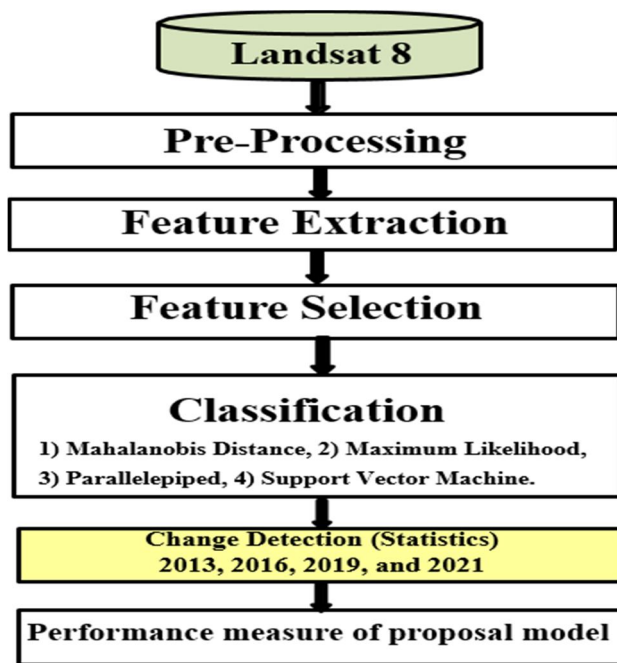 Landsat 8
Pre-Processing
Feature Extraction
Feature Selection
Classification
1) Mahalanobis Distance, 2) Maximum Likelihood,
3) Parallelepiped, 4) Support Vector Machine.
Change Detection (Statistics)
2013, 2016, 2019, and 2021
Performance measure of proposal model